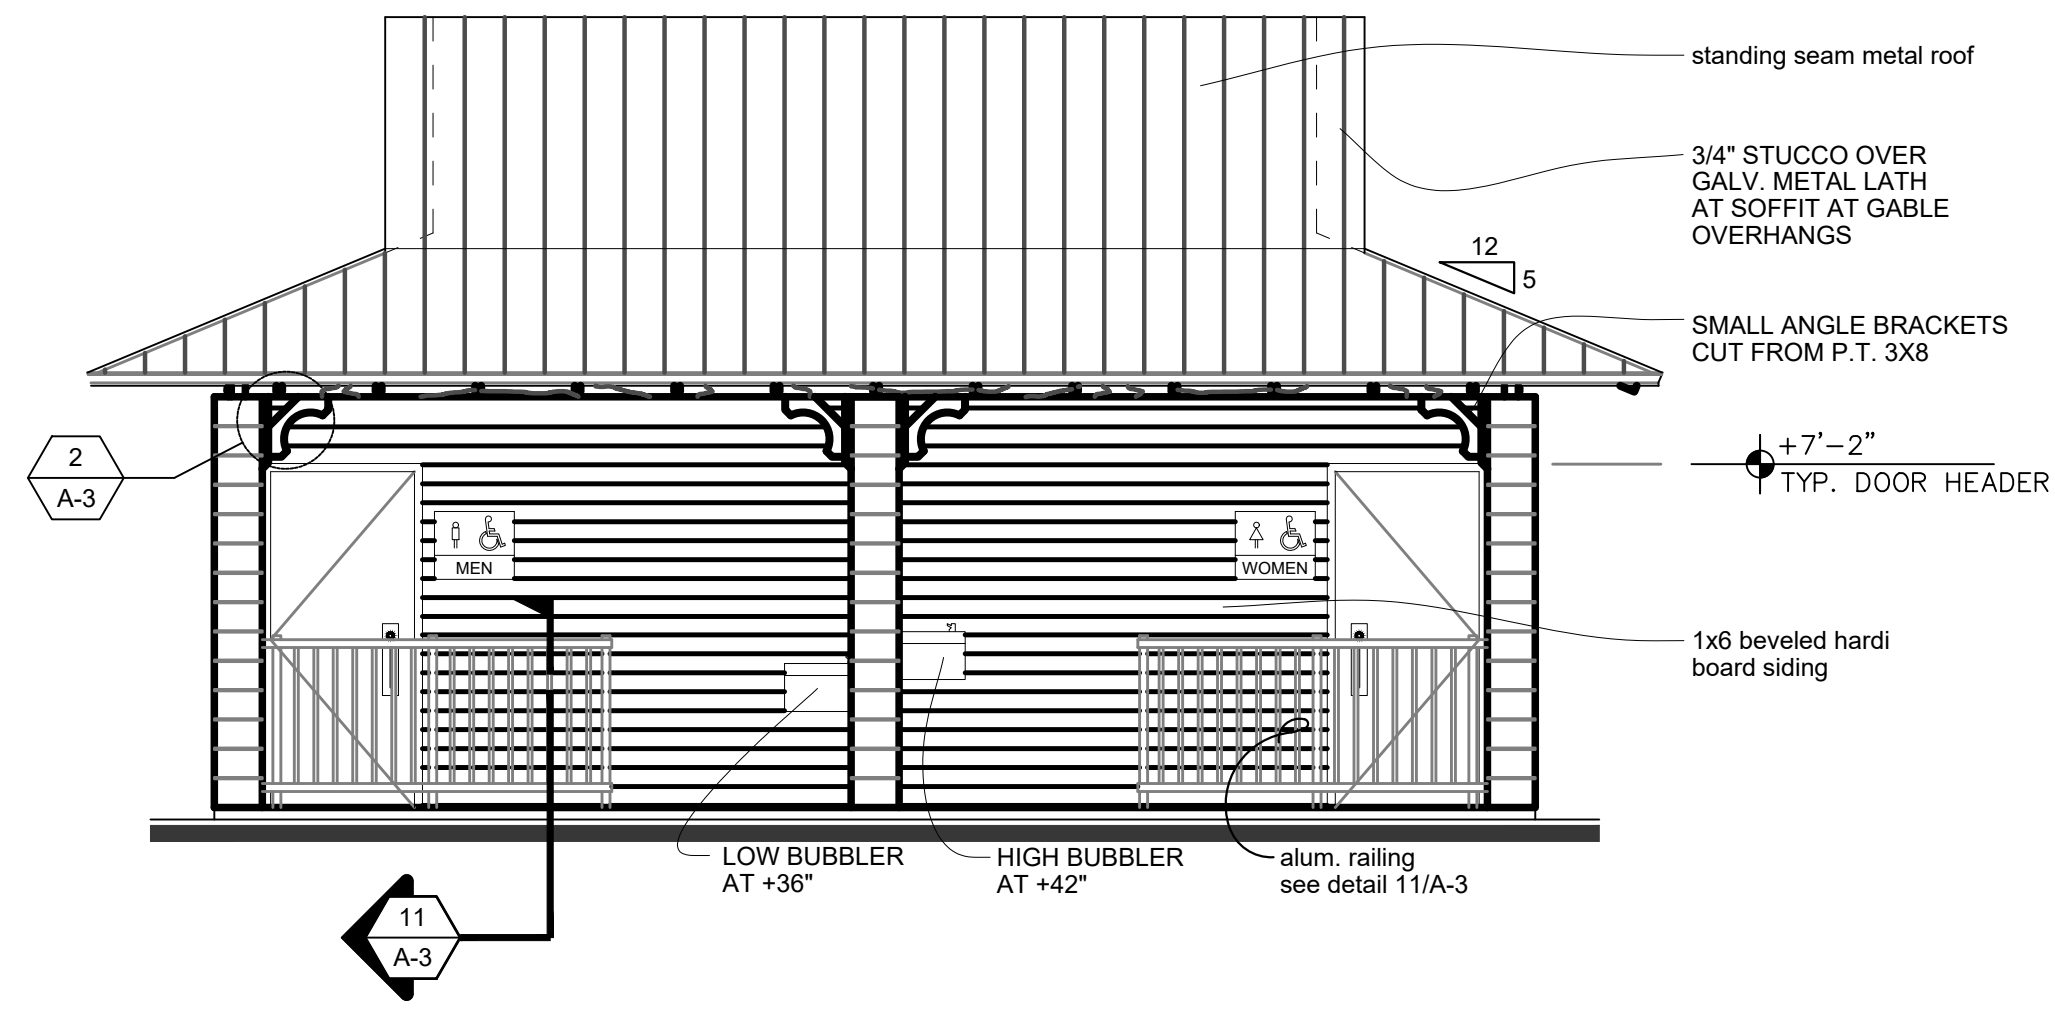 standing seam metal roof
3/4" STUCCO OVER
GALV. METAL LATH
AT SOFFIT AT GABLE
OVERHANGS
12
5
SMALL ANGLE BRACKETS
CUT FROM P.T. 3X8
+7'-2"
TYP. DOOR HEADER
2
A-3
MEN
WOMEN
1x6 beveled hardi
board siding
LOW BUBBLER
AT +36"
HIGH BUBBLER
AT +42"
alum. railing
see detail 11/A-3
11
A-3